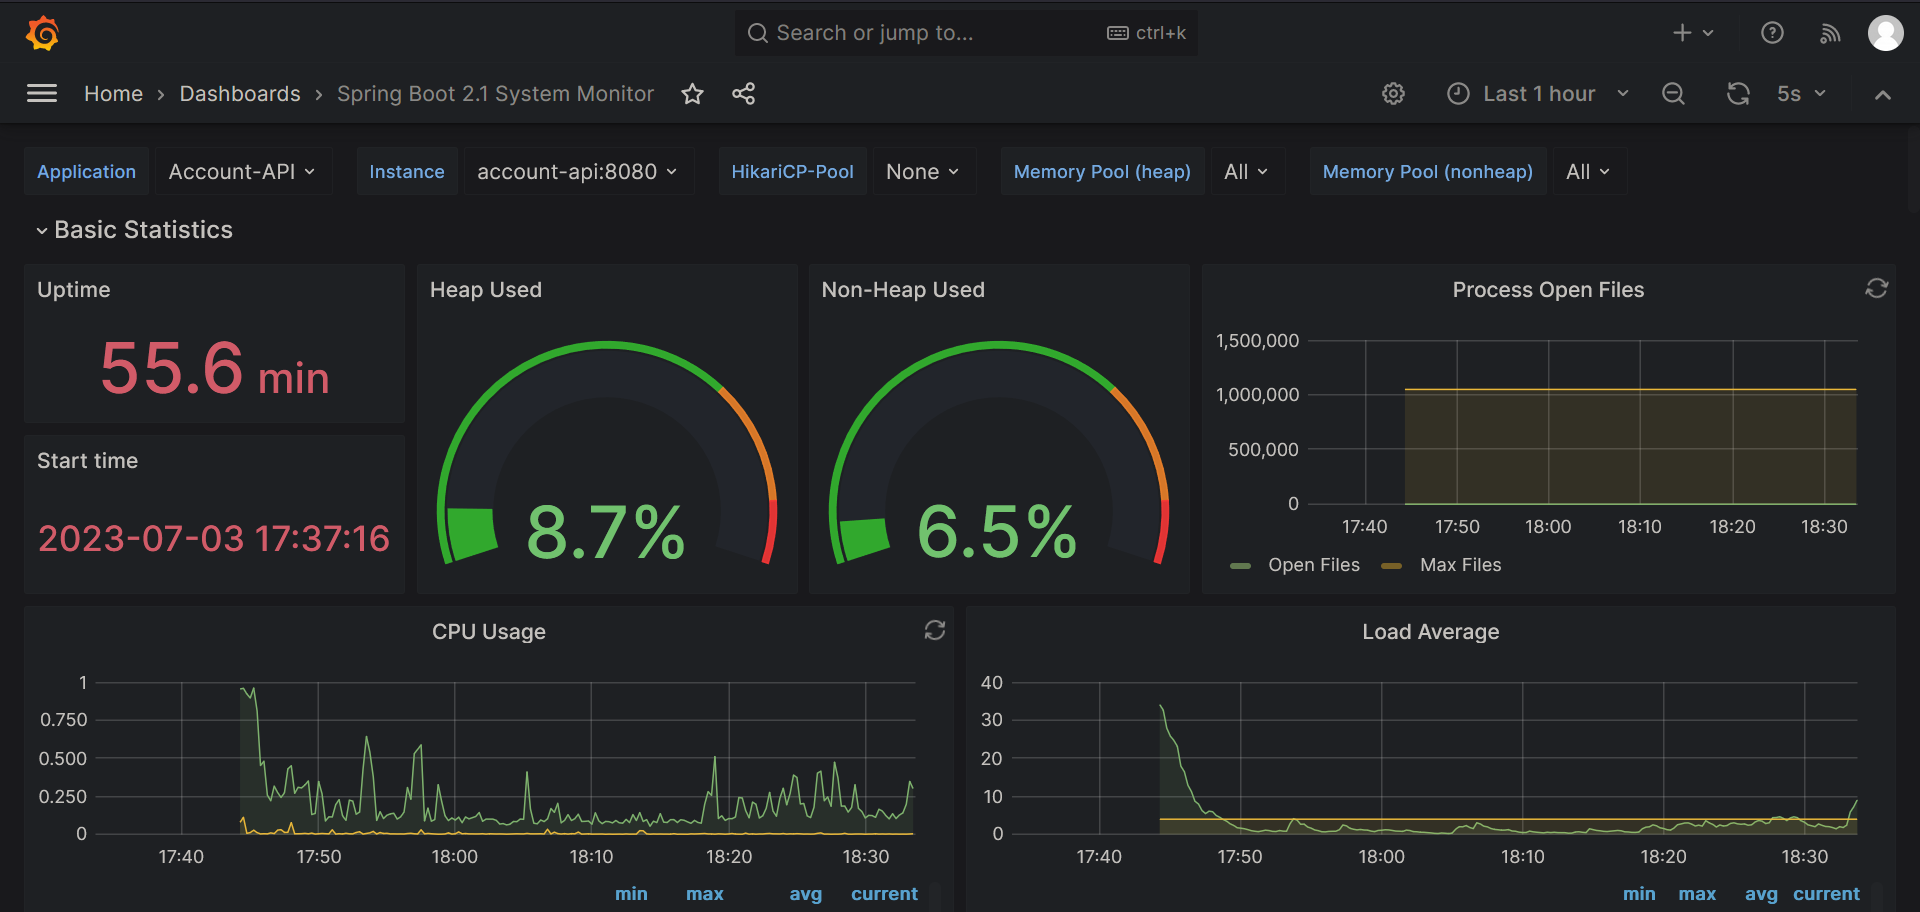 Search or jump to...
ctrl+k
Home › Dashboards › Spring Boot 2.1 System Monitor
Last 1 hour
5s
Application
Account-API
Instance
account-api:8080
HikariCP-Pool
None
Memory Pool (heap)
All
Memory Pool (nonheap)
All
Basic Statistics
Uptime
55.6 min
Start time
2023-07-03 17:37:16
Heap Used
8.7%
Non-Heap Used
6.5%
Process Open Files
1,500,000
1,000,000
500,000
0
17:40 17:50 18:00 18:10 18:20 18:30
Open Files Max Files
CPU Usage
1
0.750
0.500
0.250
0
17:40 17:50 18:00 18:10 18:20 18:30
min max avg current
Load Average
40
30
20
10
0
17:40 17:50 18:00 18:10 18:20 18:30
min max avg current